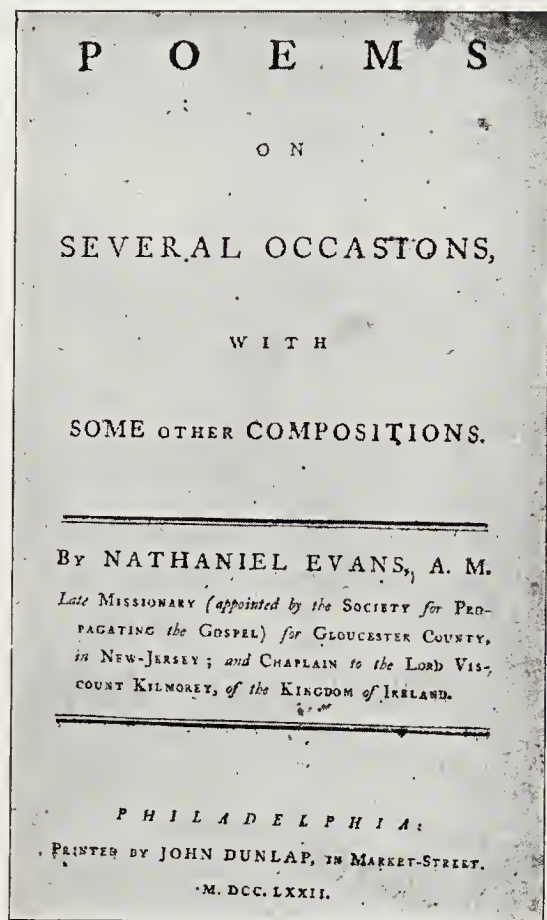 POEMS
ON
SEVERAL OCCASIONS,
WITH
SOME OTHER COMPOSITIONS.
By NATHANIEL EVANS, A. M.
Late MISSIONARY (appointed by the SOCIETY for PRO-
PAGATING the GOSPEL) for GLOUCESTER COUNTY,
in NEW-JERSEY; and CHAPLAIN to the LORD VIS-
COUNT KILMOREY, of the KINGDOM of IRELAND.
PHILADELPHIA:
PRINTED BY JOHN DUNLAP, IN MARKET-STREET.
M. DCC. LXXII.